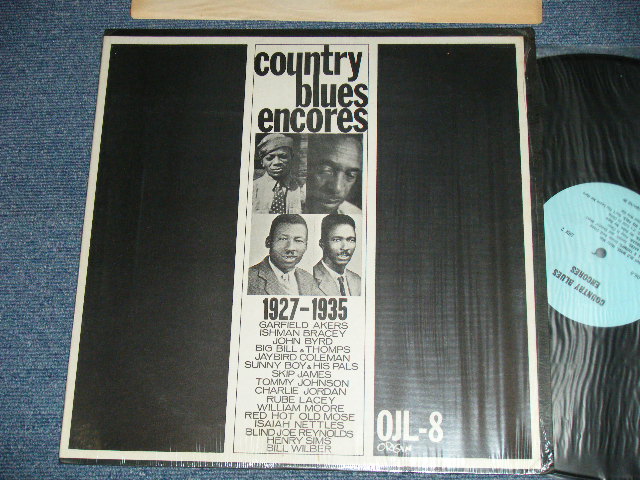 country
blues
encores
1927-1935
GARFIELD AKERS
ISHMAN BRACEY
JOHN BYRD
BIG BILL & THOMPS
JAYBIRD COLEMAN
SUNNY BOY & HIS PALS
SKIP JAMES
TOMMY JOHNSON
CHARLIE JORDAN
RUBE LACEY
WILLIAM MOORE
RED HOT OLD MOSE
ISAIAH NETTLES
BLIND JOE REYNOLDS
HENRY SIMS
BILL WILBER
OJL-8
COUNTRY BLUES
ENCORES